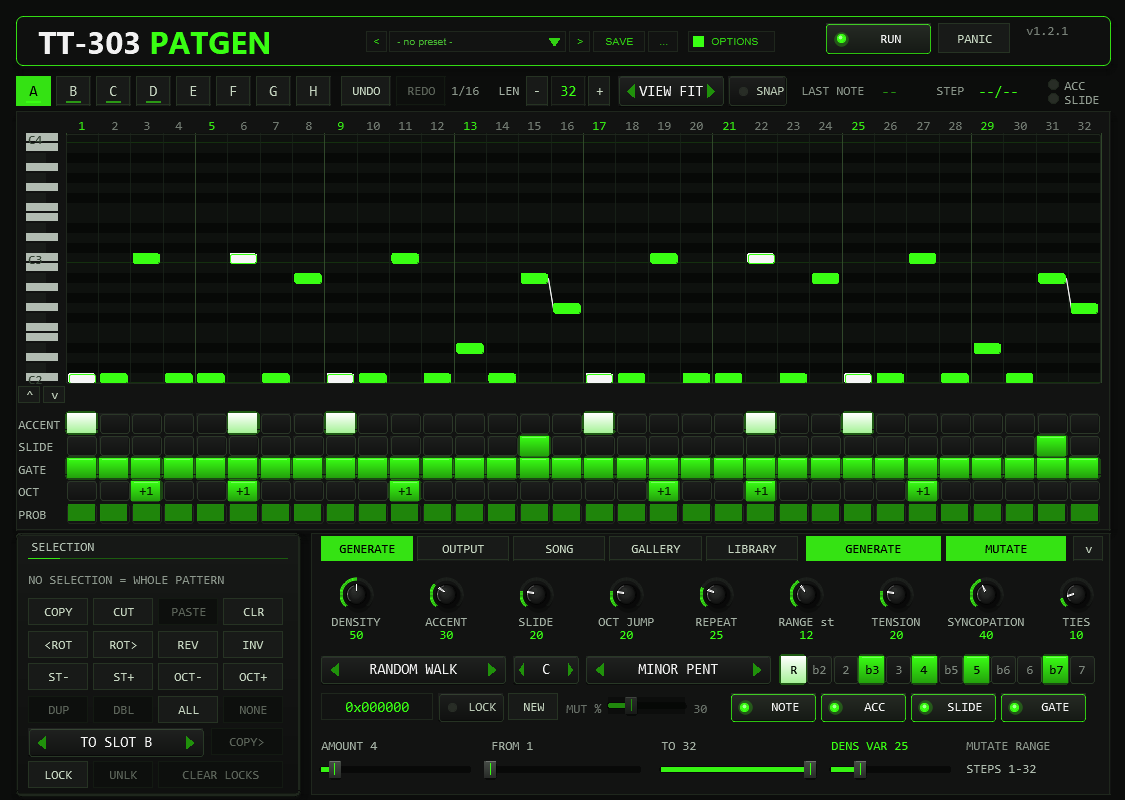 TT-303 PATGEN < - no preset - > SAVE ... OPTIONS RUN PANIC v1.2.1
A B C D E F G H UNDO REDO 1/16 LEN - 32 + VIEW FIT SNAP LAST NOTE -- STEP --/-- ACC
SLIDE
1 2 3 4 5 6 7 8 9 10 11 12 13 14 15 16 17 18 19 20 21 22 23 24 25 26 27 28 29 30 31 32
C4
C3
C2
^ v
ACCENT
SLIDE
GATE
OCT +1 +1 +1 +1 +1 +1
PROB
SELECTION
NO SELECTION = WHOLE PATTERN
COPY CUT PASTE CLR
<ROT ROT> REV INV
ST- ST+ OCT- OCT+
DUP DBL ALL NONE
TO SLOT B COPY>
LOCK UNLK CLEAR LOCKS
GENERATE OUTPUT SONG GALLERY LIBRARY GENERATE MUTATE v
DENSITY ACCENT SLIDE OCT JUMP REPEAT RANGE st TENSION SYNCOPATION TIES
50 30 20 20 25 12 20 40 10
RANDOM WALK C MINOR PENT R b2 2 b3 3 4 b5 5 b6 6 b7 7
0x000000 LOCK NEW MUT % 30 NOTE ACC SLIDE GATE
AMOUNT 4 FROM 1 TO 32 DENS VAR 25 MUTATE RANGE
STEPS 1-32